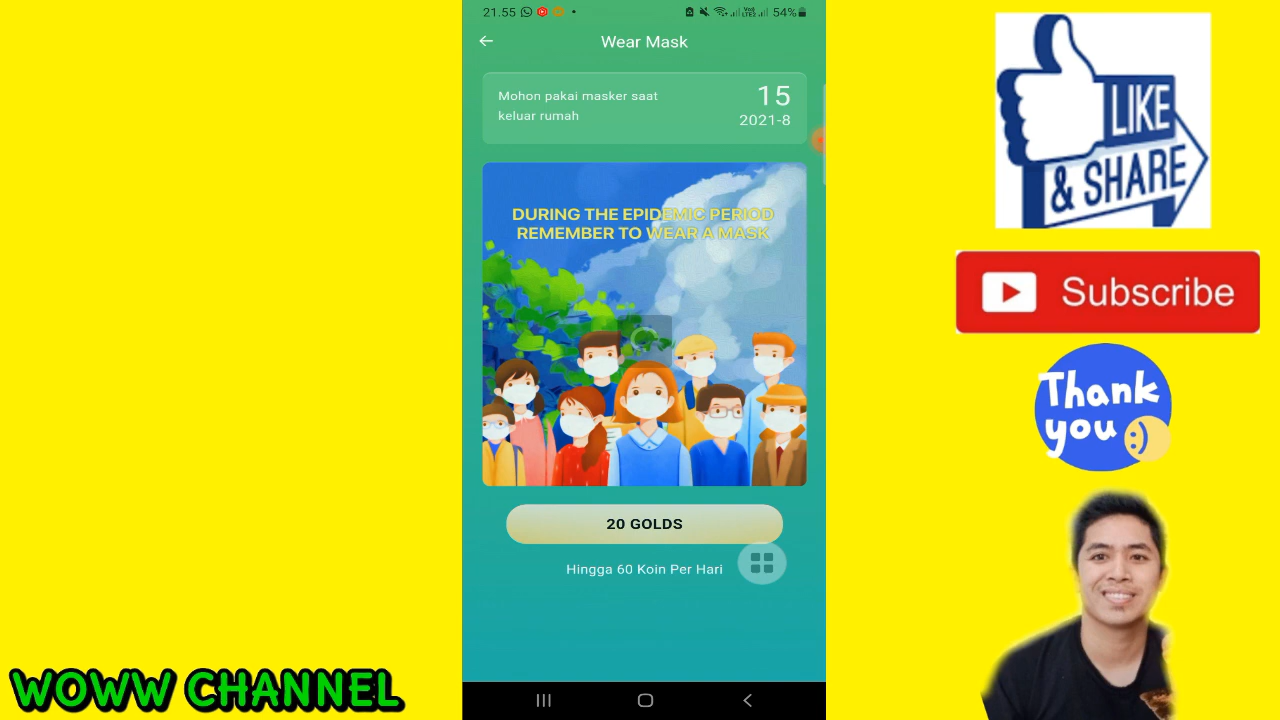 21.55
54%
Wear Mask
Mohon pakai masker saat
keluar rumah
15
2021-8
DURING THE EPIDEMIC PERIOD
REMEMBER TO WEAR A MASK
20 GOLDS
Hingga 60 Koin Per Hari
LIKE
& SHARE
Subscribe
Thank
you
WOWW CHANNEL